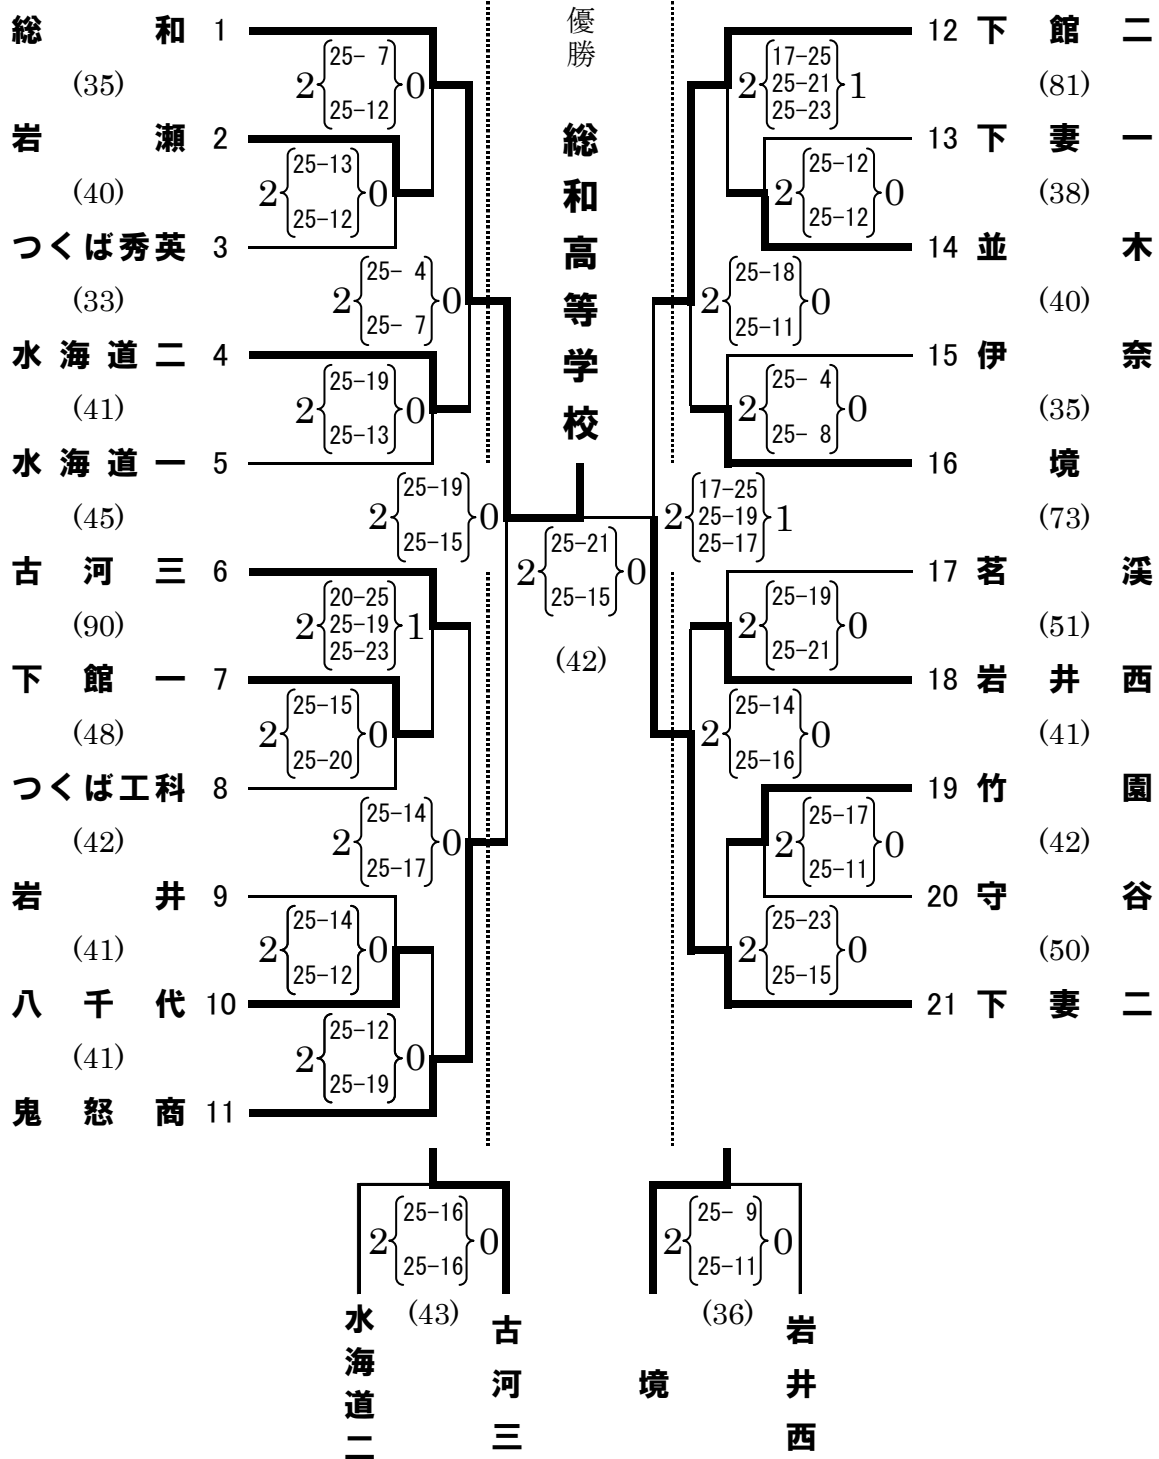 優勝
総和高等学校
総和 1
(35)
岩瀬 2
(40)
つくば秀英 3
(33)
水海道二 4
(41)
水海道一 5
(45)
古河三 6
(90)
下館一 7
(48)
つくば工科 8
(42)
岩井 9
(41)
八千代 10
(41)
鬼怒商 11
2 25- 7 0
25-12
2 25-13 0
25-12
2 25- 4 0
25- 7
2 25-19 0
25-13
2 25-19 0
25-15
2 20-25 1
25-19
25-23
2 25-15 0
25-20
2 25-14 0
25-17
2 25-14 0
25-12
2 25-12 0
25-19
2 25-21 0
25-15
(42)
12 下館二
(81)
13 下妻一
(38)
14 並木
(40)
15 伊奈
(35)
16 境
(73)
17 茗渓
(51)
18 岩井西
(41)
19 竹園
(42)
20 守谷
(50)
21 下妻二
2 17-25 1
25-21
25-23
2 25-12 0
25-12
2 25-18 0
25-11
2 25- 4 0
25- 8
2 17-25 1
25-19
25-17
2 25-19 0
25-21
2 25-14 0
25-16
2 25-17 0
25-11
2 25-23 0
25-15
2 25-16 0
25-16
(43)
水海道二
古河三
2 25- 9 0
25-11
(36)
境
岩井西